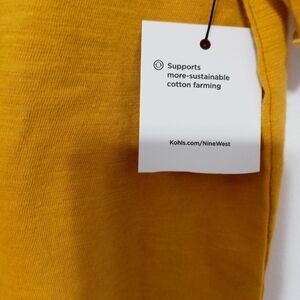 Supports
more-sustainable
cotton farming
Kohls.com/NineWest